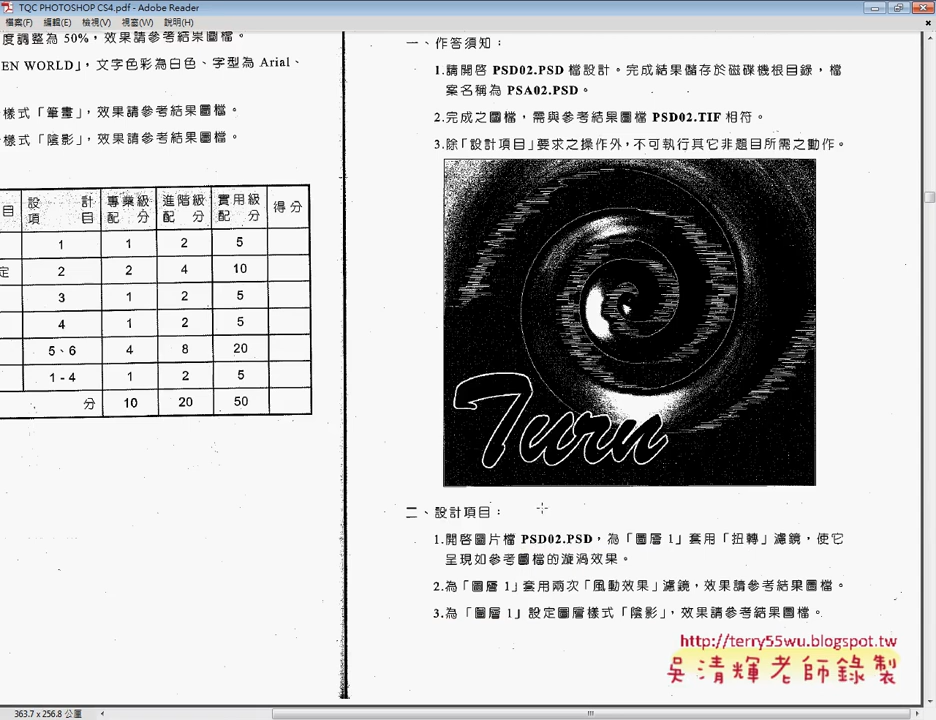 TQC PHOTOSHOP CS4.pdf - Adobe Reader
檔案(F) 編輯(E) 檢視(V) 視窗(W) 說明(H)
度調整為 50%,效果請參考結果圖檔。
EN WORLD」,文字色彩為白色、字型為 Arial、
樣式「筆畫」,效果請參考結果圖檔。
樣式「陰影」,效果請參考結果圖檔。
目 設計項目 專業級配分 進階級配分 實用級配分 得分
1 1 2 5
定 2 2 4 10
3 1 2 5
4 1 2 5
5、6 4 8 20
1-4 1 2 5
分 10 20 50
一、作答須知:
1.請開啓 PSD02.PSD 檔設計。完成結果儲存於磁碟機根目錄,檔
案名稱為 PSA02.PSD。
2.完成之圖檔,需與參考結果圖檔 PSD02.TIF 相符。
3.除「設計項目」要求之操作外,不可執行其它非題目所需之動作。
Turn
二、設計項目:
1.開啓圖片檔 PSD02.PSD,為「圖層 1」套用「扭轉」濾鏡,使它
呈現如參考圖檔的漩渦效果。
2.為「圖層 1」套用兩次「風動效果」濾鏡,效果請參考結果圖檔。
3.為「圖層 1」設定圖層樣式「陰影」,效果請參考結果圖檔。
http://terry55wu.blogspot.tw
吳清輝老師錄製
363.7 x 256.8 公釐